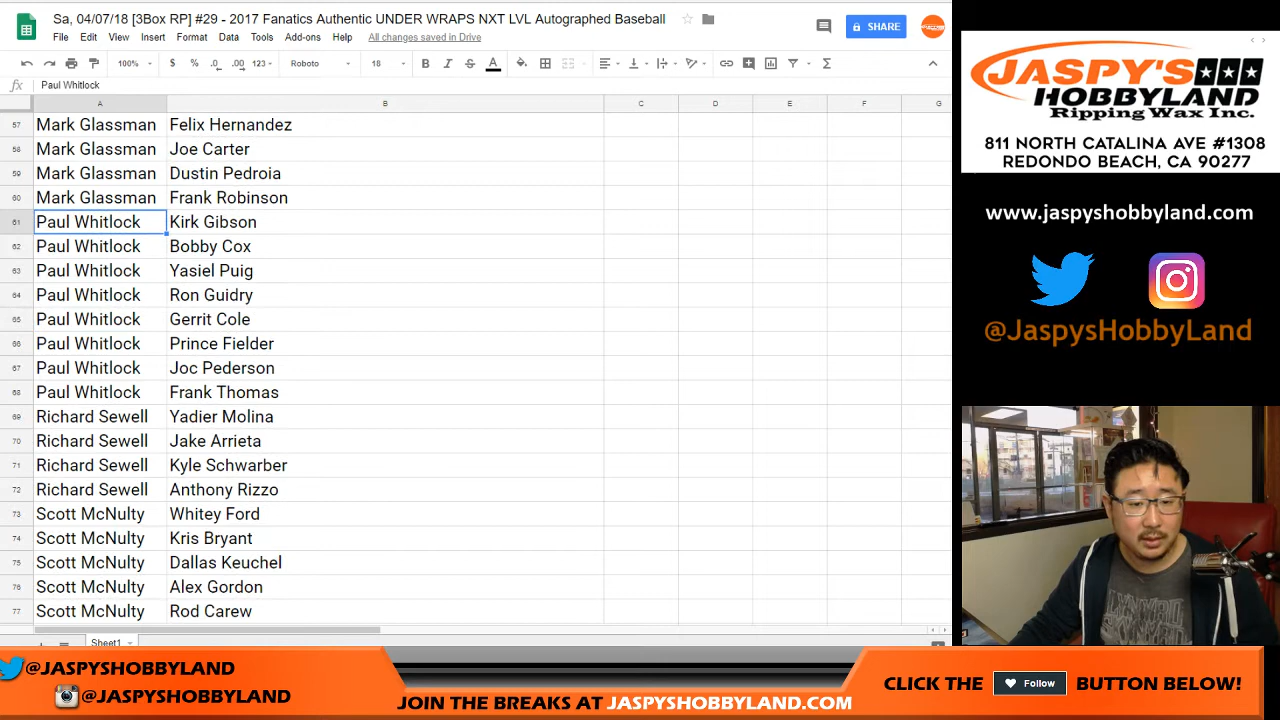 Sa, 04/07/18 [3Box RP] #29 - 2017 Fanatics Authentic UNDER WRAPS NXT LVL Autographed Baseball
File Edit View Insert Format Data Tools Add-ons Help All changes saved in Drive
SHARE
100% $ % .0 .00 123 Roboto 18 B I S A
fx Paul Whitlock
A B C D E F G
57 Mark Glassman Felix Hernandez
58 Mark Glassman Joe Carter
59 Mark Glassman Dustin Pedroia
60 Mark Glassman Frank Robinson
61 Paul Whitlock Kirk Gibson
62 Paul Whitlock Bobby Cox
63 Paul Whitlock Yasiel Puig
64 Paul Whitlock Ron Guidry
65 Paul Whitlock Gerrit Cole
66 Paul Whitlock Prince Fielder
67 Paul Whitlock Joc Pederson
68 Paul Whitlock Frank Thomas
69 Richard Sewell Yadier Molina
70 Richard Sewell Jake Arrieta
71 Richard Sewell Kyle Schwarber
72 Richard Sewell Anthony Rizzo
73 Scott McNulty Whitey Ford
74 Scott McNulty Kris Bryant
75 Scott McNulty Dallas Keuchel
76 Scott McNulty Alex Gordon
77 Scott McNulty Rod Carew
Sheet1
JASPY'S
HOBBYLAND
Ripping Wax Inc.
811 NORTH CATALINA AVE #1308
REDONDO BEACH, CA 90277
www.jaspyshobbyland.com
@JaspysHobbyLand
@JASPYSHOBBYLAND
@JASPYSHOBBYLAND
JOIN THE BREAKS AT JASPYSHOBBYLAND.COM
CLICK THE Follow BUTTON BELOW!